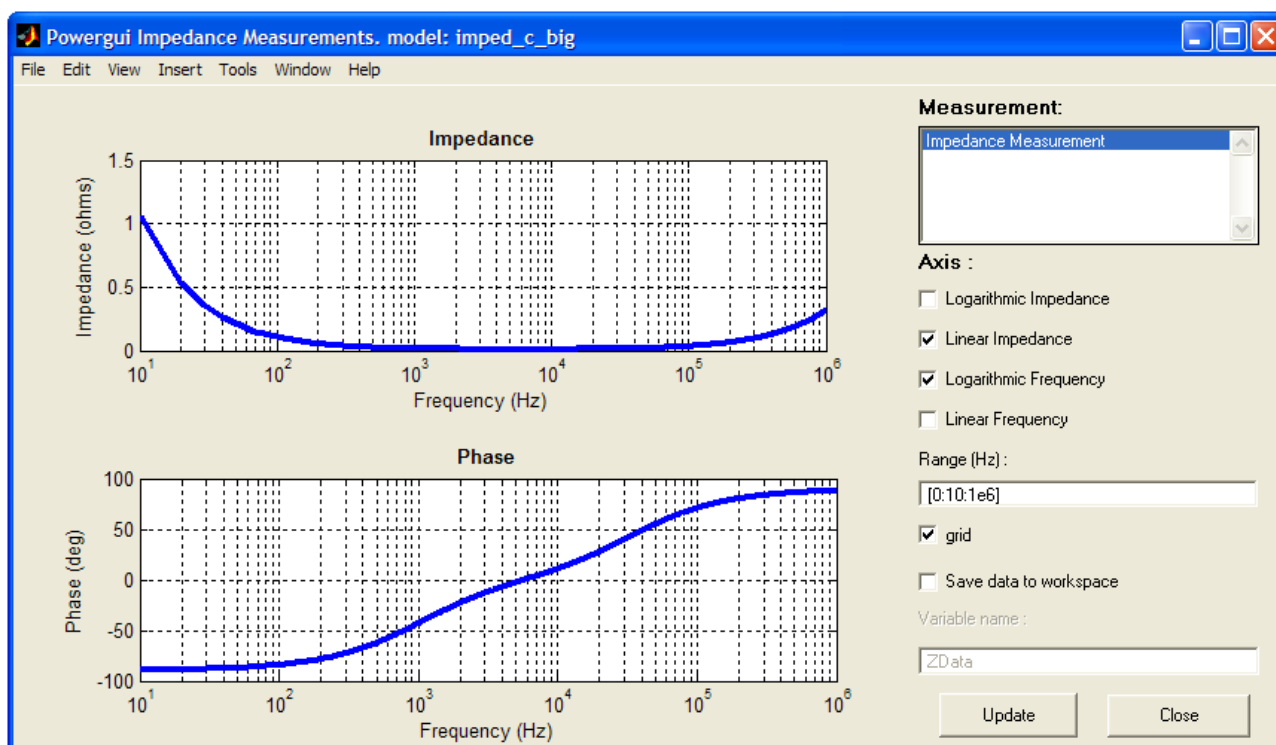 Powergui Impedance Measurements. model: imped_c_big
File Edit View Insert Tools Window Help
Impedance
Impedance (ohms)
1.5
1
0.5
0
10^1 10^2 10^3 10^4 10^5 10^6
Frequency (Hz)
Phase
Phase (deg)
100
50
0
-50
-100
10^1 10^2 10^3 10^4 10^5 10^6
Frequency (Hz)
Measurement:
Impedance Measurement
Axis :
Logarithmic Impedance
Linear Impedance
Logarithmic Frequency
Linear Frequency
Range (Hz) :
[0:10:1e6]
grid
Save data to workspace
Variable name :
ZData
Update Close